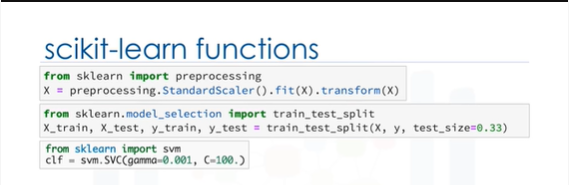 scikit-learn functions
from sklearn import preprocessing
X = preprocessing.StandardScaler().fit(X).transform(X)
from sklearn.model_selection import train_test_split
X_train, X_test, y_train, y_test = train_test_split(X, y, test_size=0.33)
from sklearn import svm
clf = svm.SVC(gamma=0.001, C=100.)